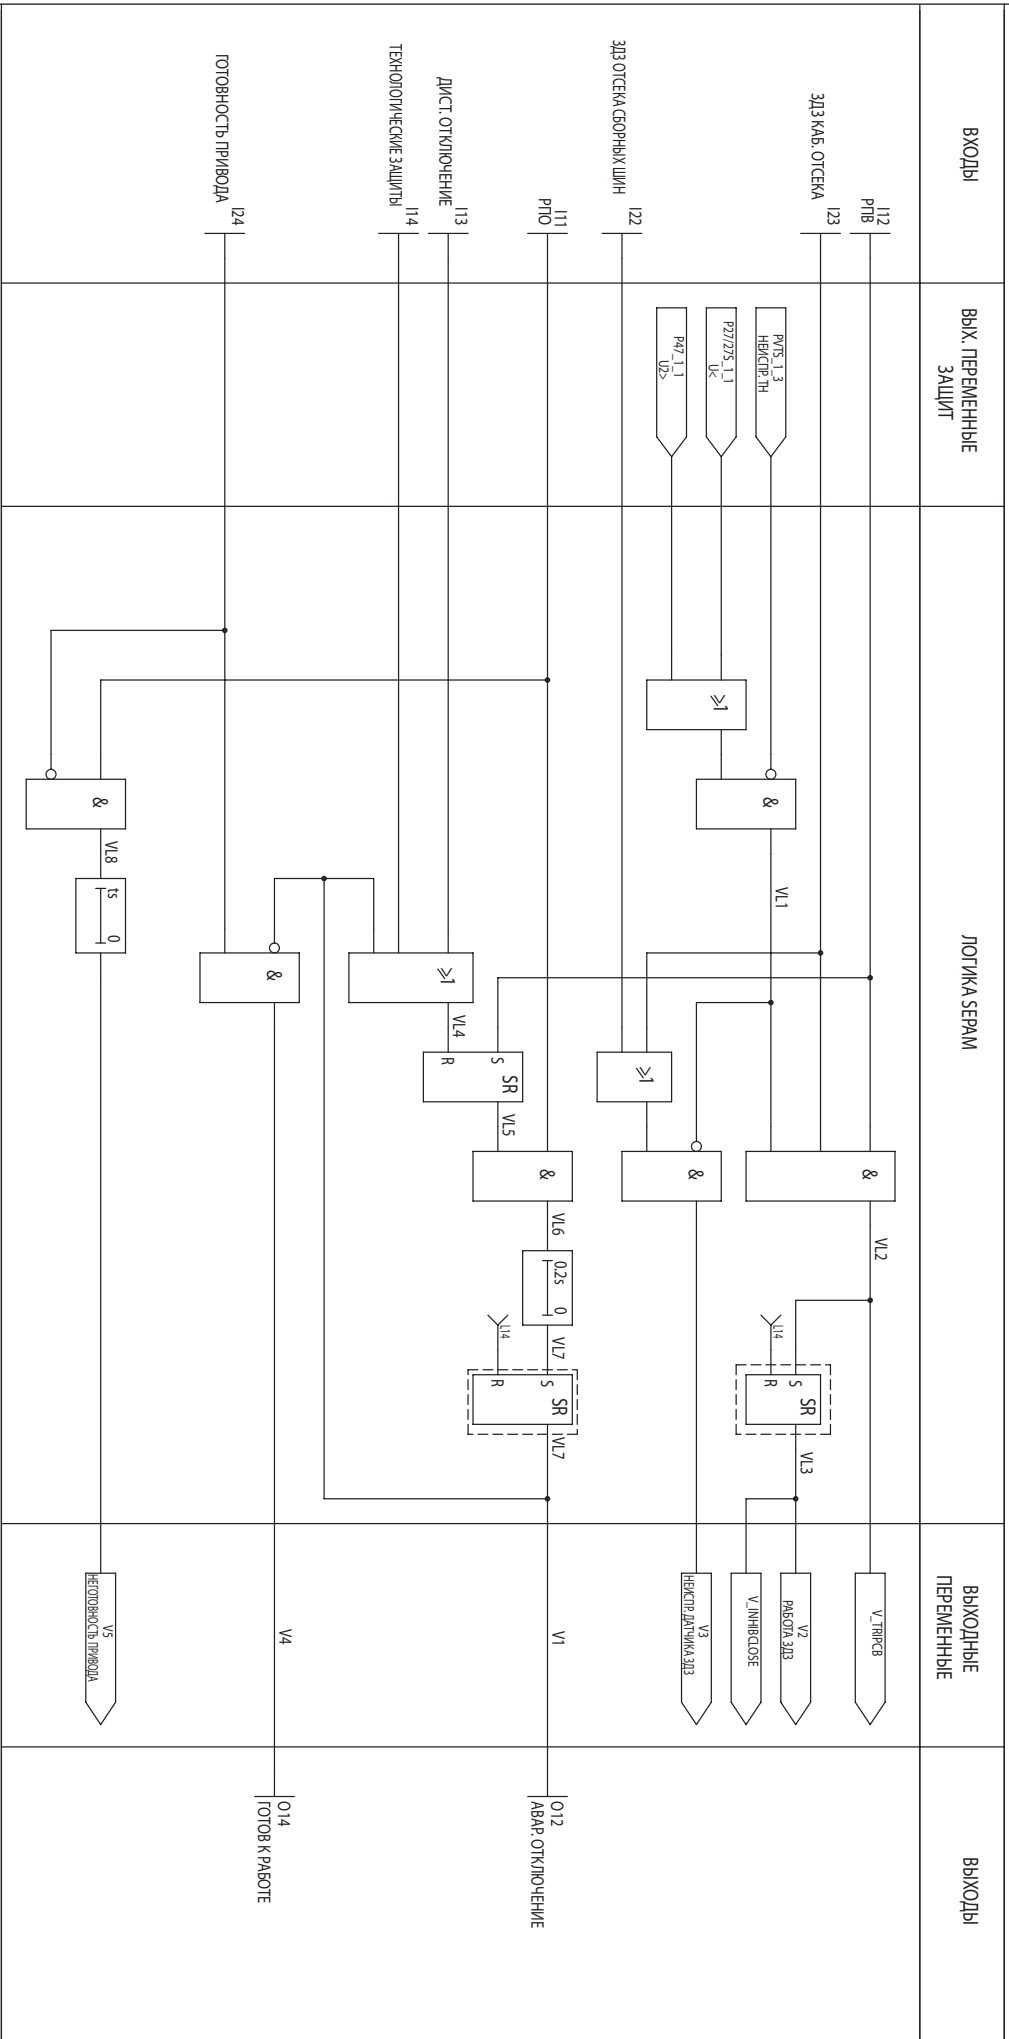 ВХОДЫ
ВЫХ. ПЕРЕМЕННЫЕ
ЗАЩИТ
ЛОГИКА SEPAM
ВЫХОДНЫЕ
ПЕРЕМЕННЫЕ
ВЫХОДЫ
I12
РПВ
&
VL2
V_TRIPCB
ЗДЗ КАБ. ОТСЕКА
I23
SR
S
R
L14
VL3
V2
РАБОТА ЗДЗ
V_INHIBCLOSE
PVTS_1_3
НЕИСПР. ТН
&
VL1
P27/27S_1_1
U<
≥1
P47_1_1
U2>
&
V3
НЕИСПР. ДАТЧИКА ЗДЗ
ЗДЗ ОТСЕКА СБОРНЫХ ШИН
I22
≥1
I11
РПО
&
VL6
0.2s
0
VL7
SR
S
R
L14
VL7
V1
O12
АВАР. ОТКЛЮЧЕНИЕ
SR
S
R
VL5
ДИСТ. ОТКЛЮЧЕНИЕ
I13
≥1
VL4
ТЕХНОЛОГИЧЕСКИЕ ЗАЩИТЫ
I14
&
V4
O14
ГОТОВ К РАБОТЕ
ГОТОВНОСТЬ ПРИВОДА
I24
&
VL8
ts
0
V5
НЕГОТОВНОСТЬ ПРИВОДА